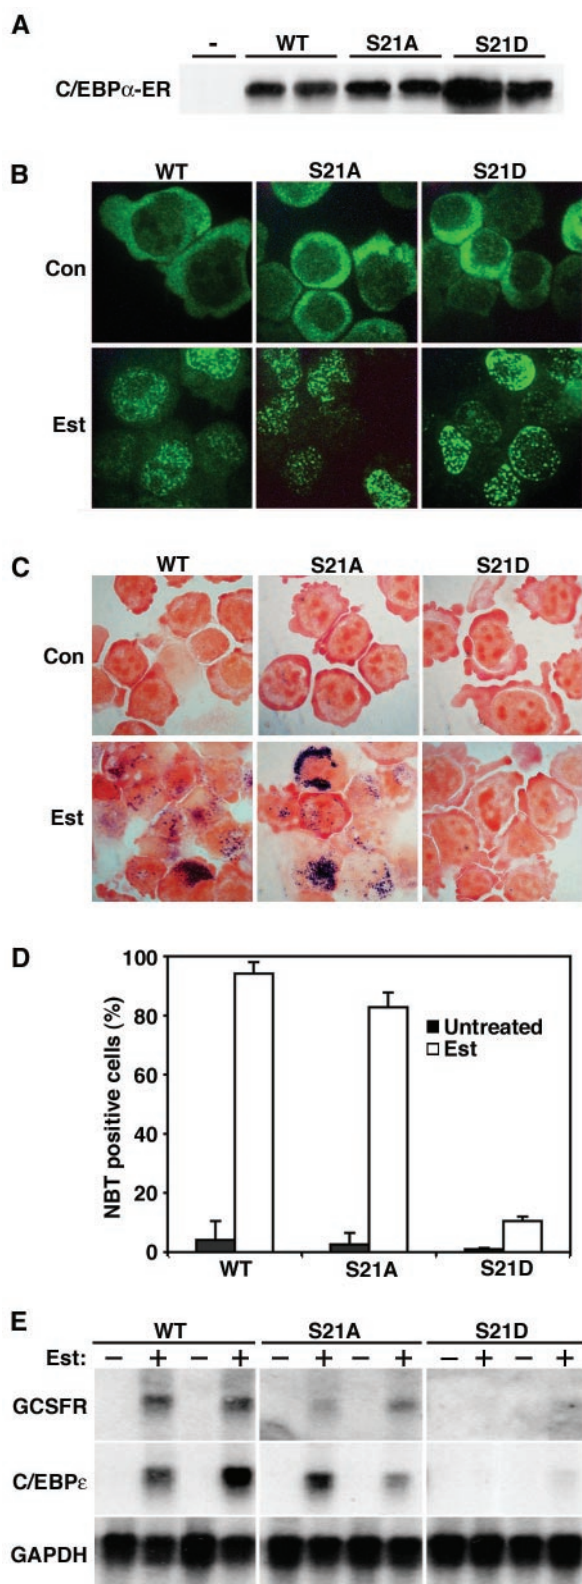 A
- WT S21A S21D
C/EBPα-ER
B
WT S21A S21D
Con
Est
C
WT S21A S21D
Con
Est
D
NBT positive cells (%)
100
80
60
40
20
0
Untreated
Est
WT S21A S21D
E
WT S21A S21D
Est: − + − + − + − + − + − +
GCSFR
C/EBPε
GAPDH